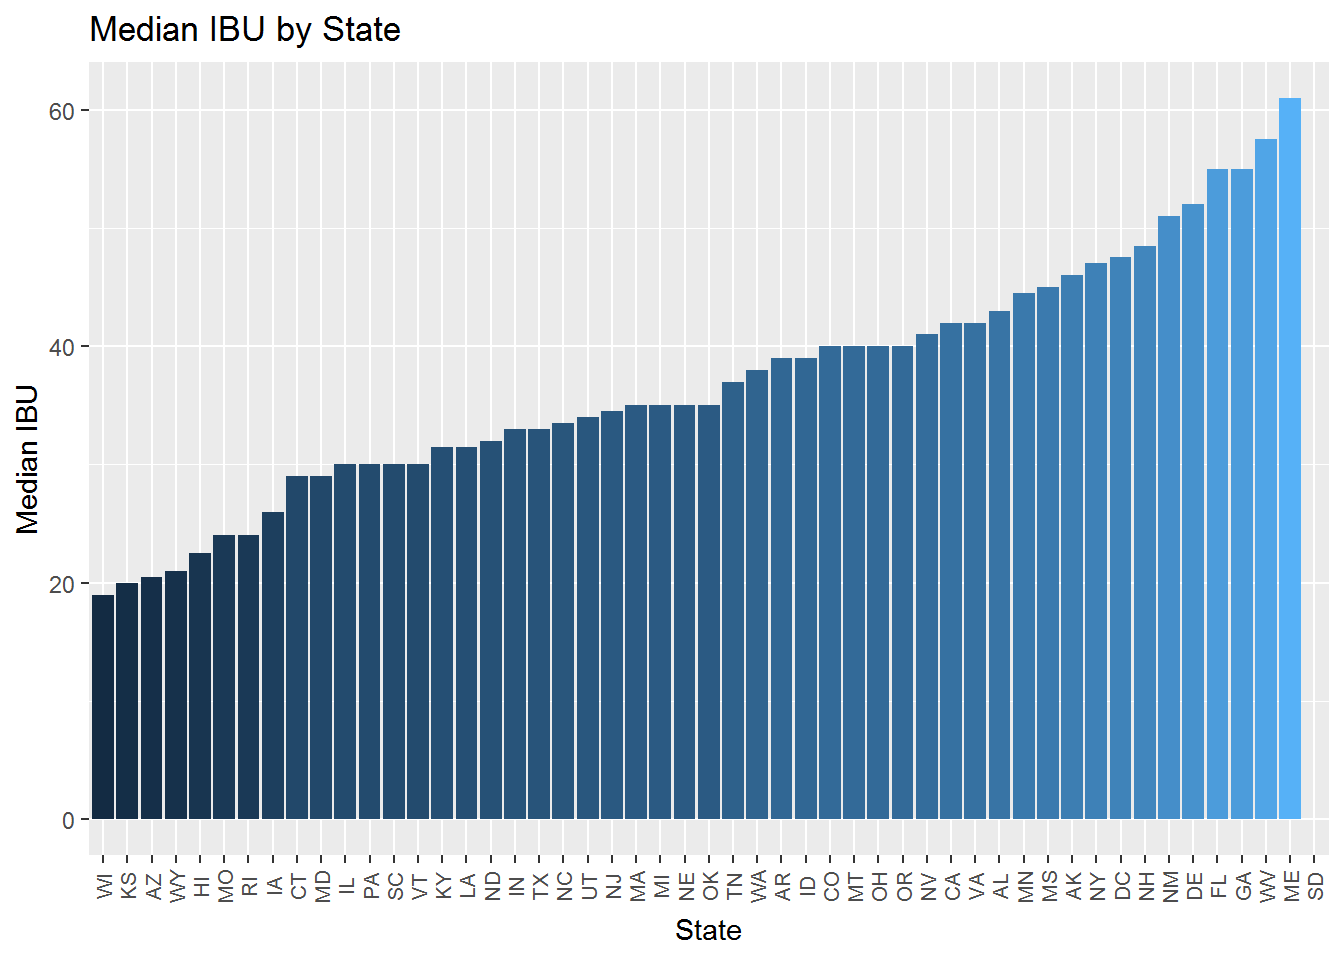 Median IBU by State
Median IBU
60
40
20
0
WI KS AZ WY HI MO RI IA CT MD IL PA SC VT KY LA ND IN TX NC UT NJ MA MI NE OK TN WA AR ID CO MT OH OR NV CA VA AL MN MS AK NY DC NH NM DE FL GA WV ME SD
State